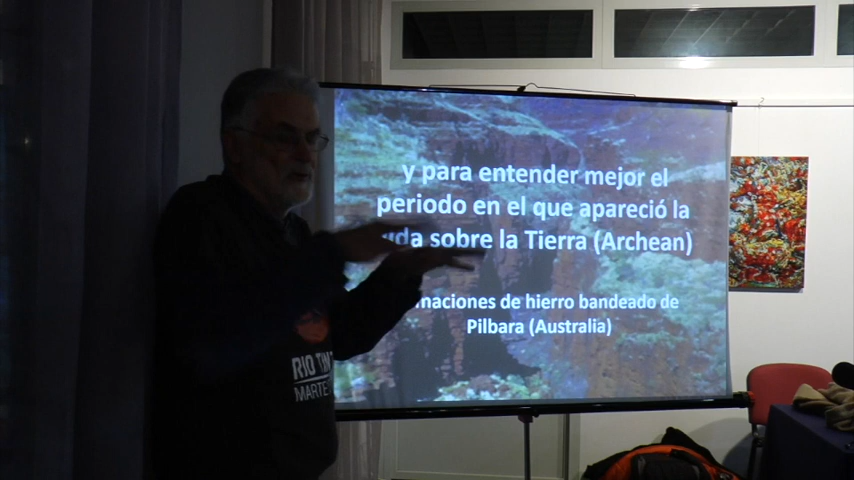 y para entender mejor el
periodo en el que apareció la
sobre la Tierra (Archean)
de hierro bandeado de
Pilbara (Australia)
RIO
MARTE